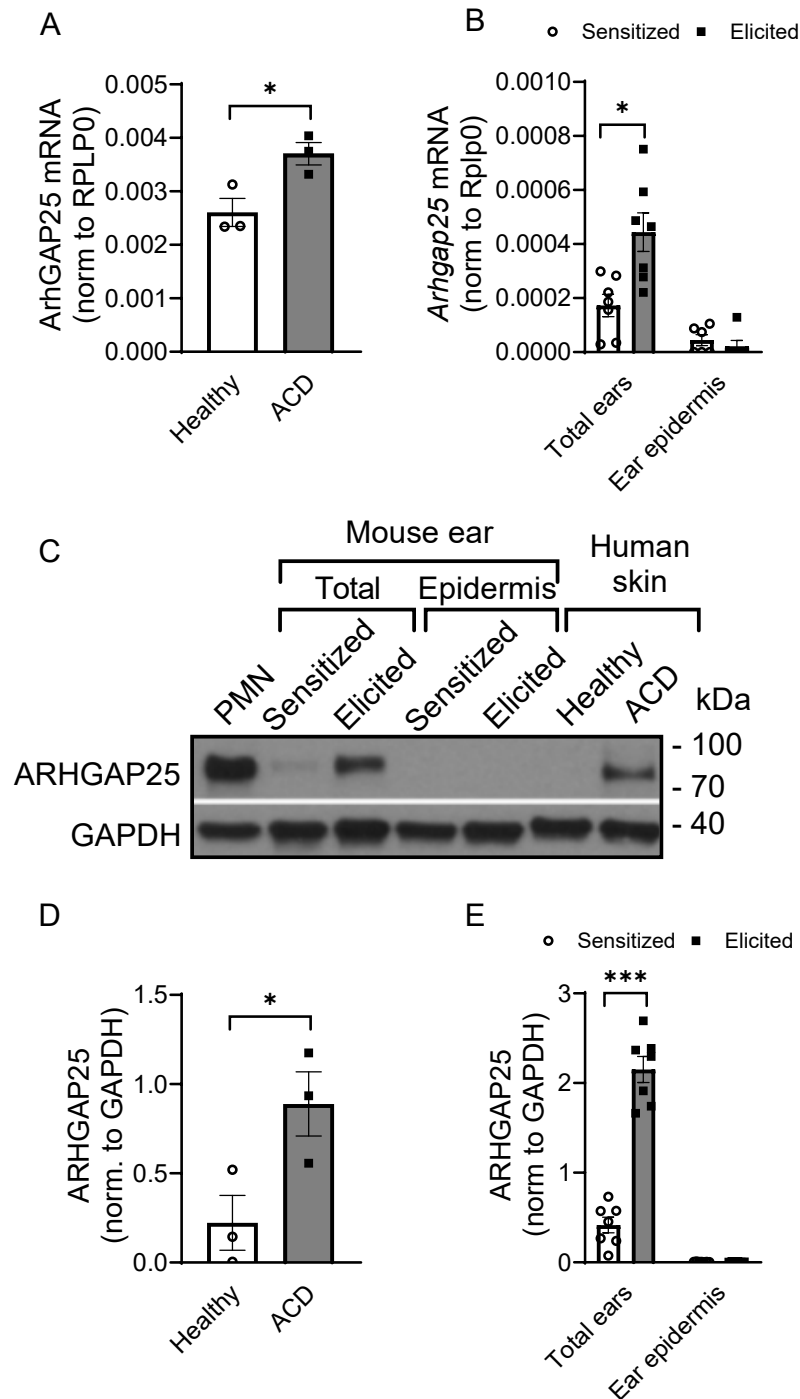 A
ArhGAP25 mRNA
(norm to RPLP0)
0.005
0.004
0.003
0.002
0.001
0.000
*
Healthy
ACD
B
Sensitized
Elicited
Arhgap25 mRNA
(norm to Rplp0)
0.0010
0.0008
0.0006
0.0004
0.0002
0.0000
*
Total ears
Ear epidermis
C
Mouse ear
Human
skin
Total
Epidermis
PMN
Sensitized
Elicited
Sensitized
Elicited
Healthy
ACD
kDa
ARHGAP25
GAPDH
- 100
- 70
- 40
D
ARHGAP25
(norm. to GAPDH)
1.5
1.0
0.5
0.0
*
Healthy
ACD
E
Sensitized
Elicited
ARHGAP25
(norm to GAPDH)
3
2
1
0
***
Total ears
Ear epidermis